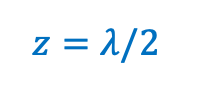 z = λ/2